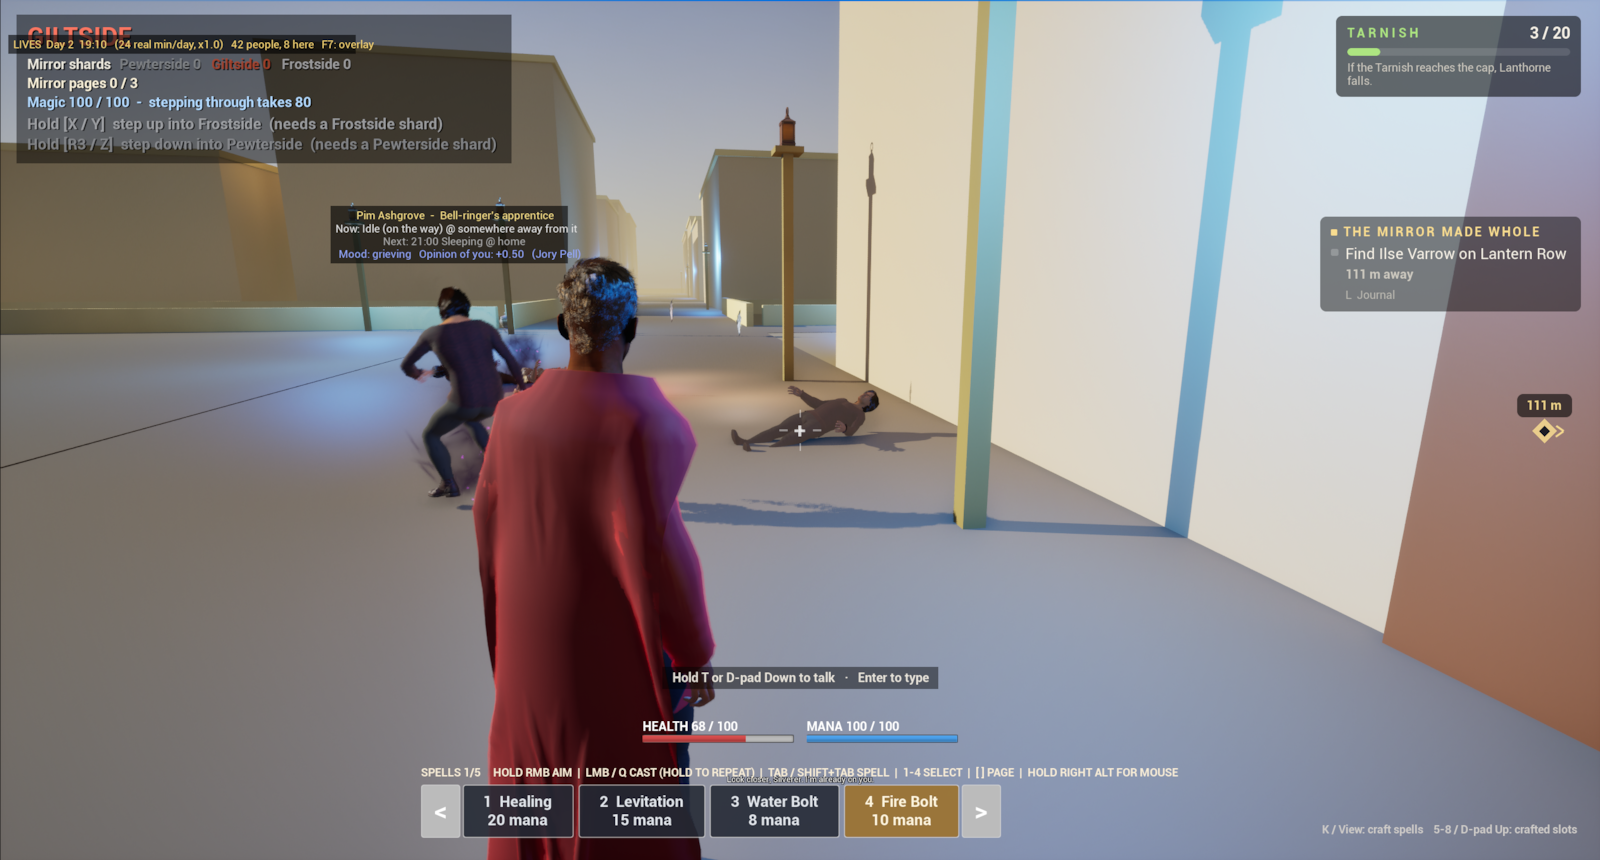 GILTSIDE
LIVES Day 2 19:10 (24 real min/day, x1.0) 42 people, 8 here F7: overlay
Mirror shards Pewterside 0 Giltside 0 Frostside 0
Mirror pages 0 / 3
Magic 100 / 100 - stepping through takes 80
Hold [X / Y] step up into Frostside (needs a Frostside shard)
Hold [R3 / Z] step down into Pewterside (needs a Pewterside shard)
TARNISH 3 / 20
If the Tarnish reaches the cap, Lanthorne
falls.
Pim Ashgrove - Bell-ringer's apprentice
Now: Idle (on the way) @ somewhere away from it
Next: 21:00 Sleeping @ home
Mood: grieving Opinion of you: +0.50 (Jory Pell)
THE MIRROR MADE WHOLE
Find Ilse Varrow on Lantern Row
111 m away
L Journal
111 m
Hold T or D-pad Down to talk · Enter to type
HEALTH 68 / 100 MANA 100 / 100
SPELLS 1/5 HOLD RMB AIM | LMB / Q CAST (HOLD TO REPEAT) | TAB / SHIFT+TAB SPELL | 1-4 SELECT | [ ] PAGE | HOLD RIGHT ALT FOR MOUSE
Look closer, I'm already on you
< 1 Healing 2 Levitation 3 Water Bolt 4 Fire Bolt >
20 mana 15 mana 8 mana 10 mana
K / View: craft spells 5-8 / D-pad Up: crafted slots